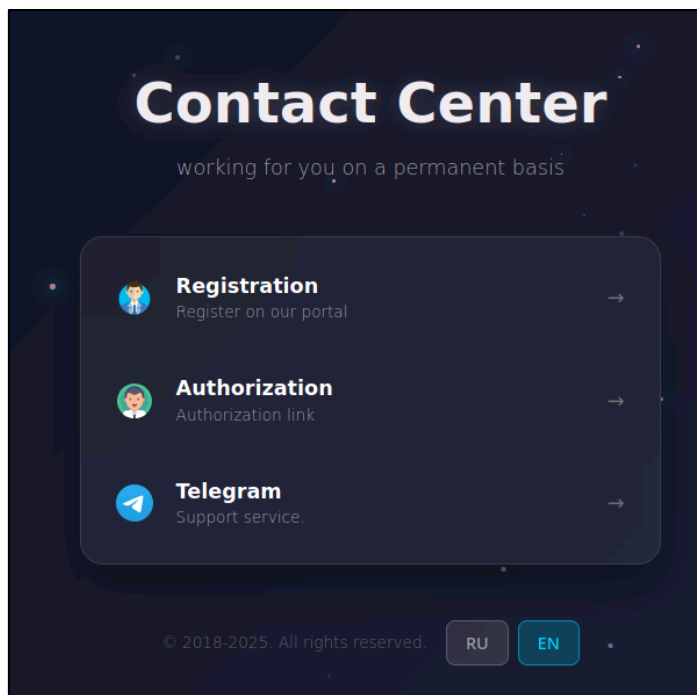 Contact Center
working for you on a permanent basis
Registration
Register on our portal
→
Authorization
Authorization link
→
Telegram
Support service.
→
© 2018-2025. All rights reserved.
RU
EN